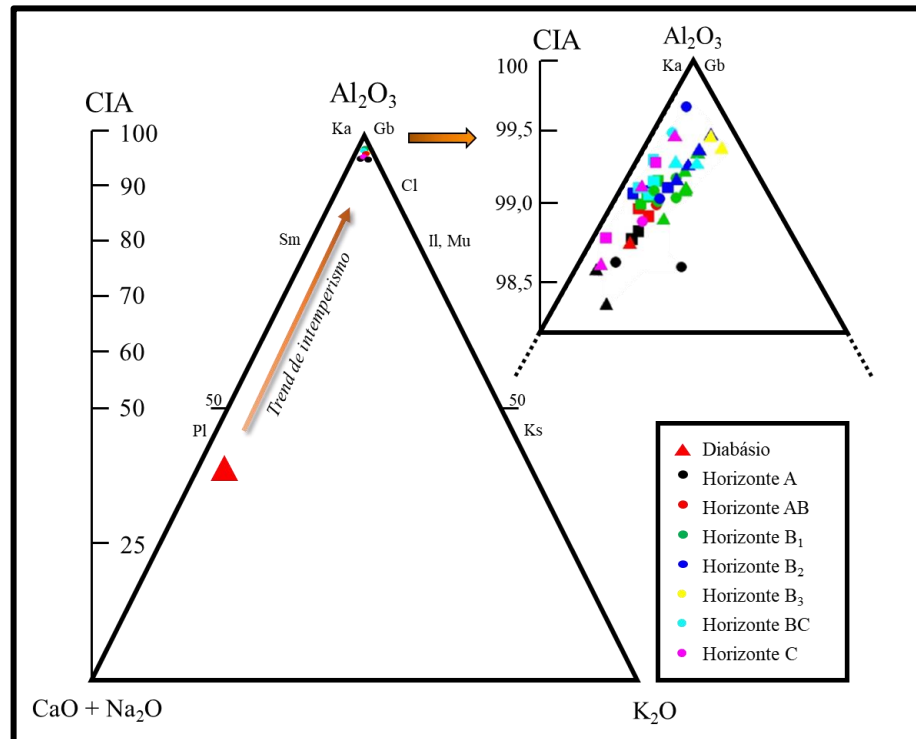 CIA
Al₂O₃
Ka Gb
100
99,5
99,0
98,5
CIA
Al₂O₃
100
90
80
70
60
50
25
Ka Gb
Cl
Sm
Il, Mu
Trend de intemperismo
50
Pl
50
Ks
CaO + Na₂O
K₂O
Diabásio
Horizonte A
Horizonte AB
Horizonte B₁
Horizonte B₂
Horizonte B₃
Horizonte BC
Horizonte C